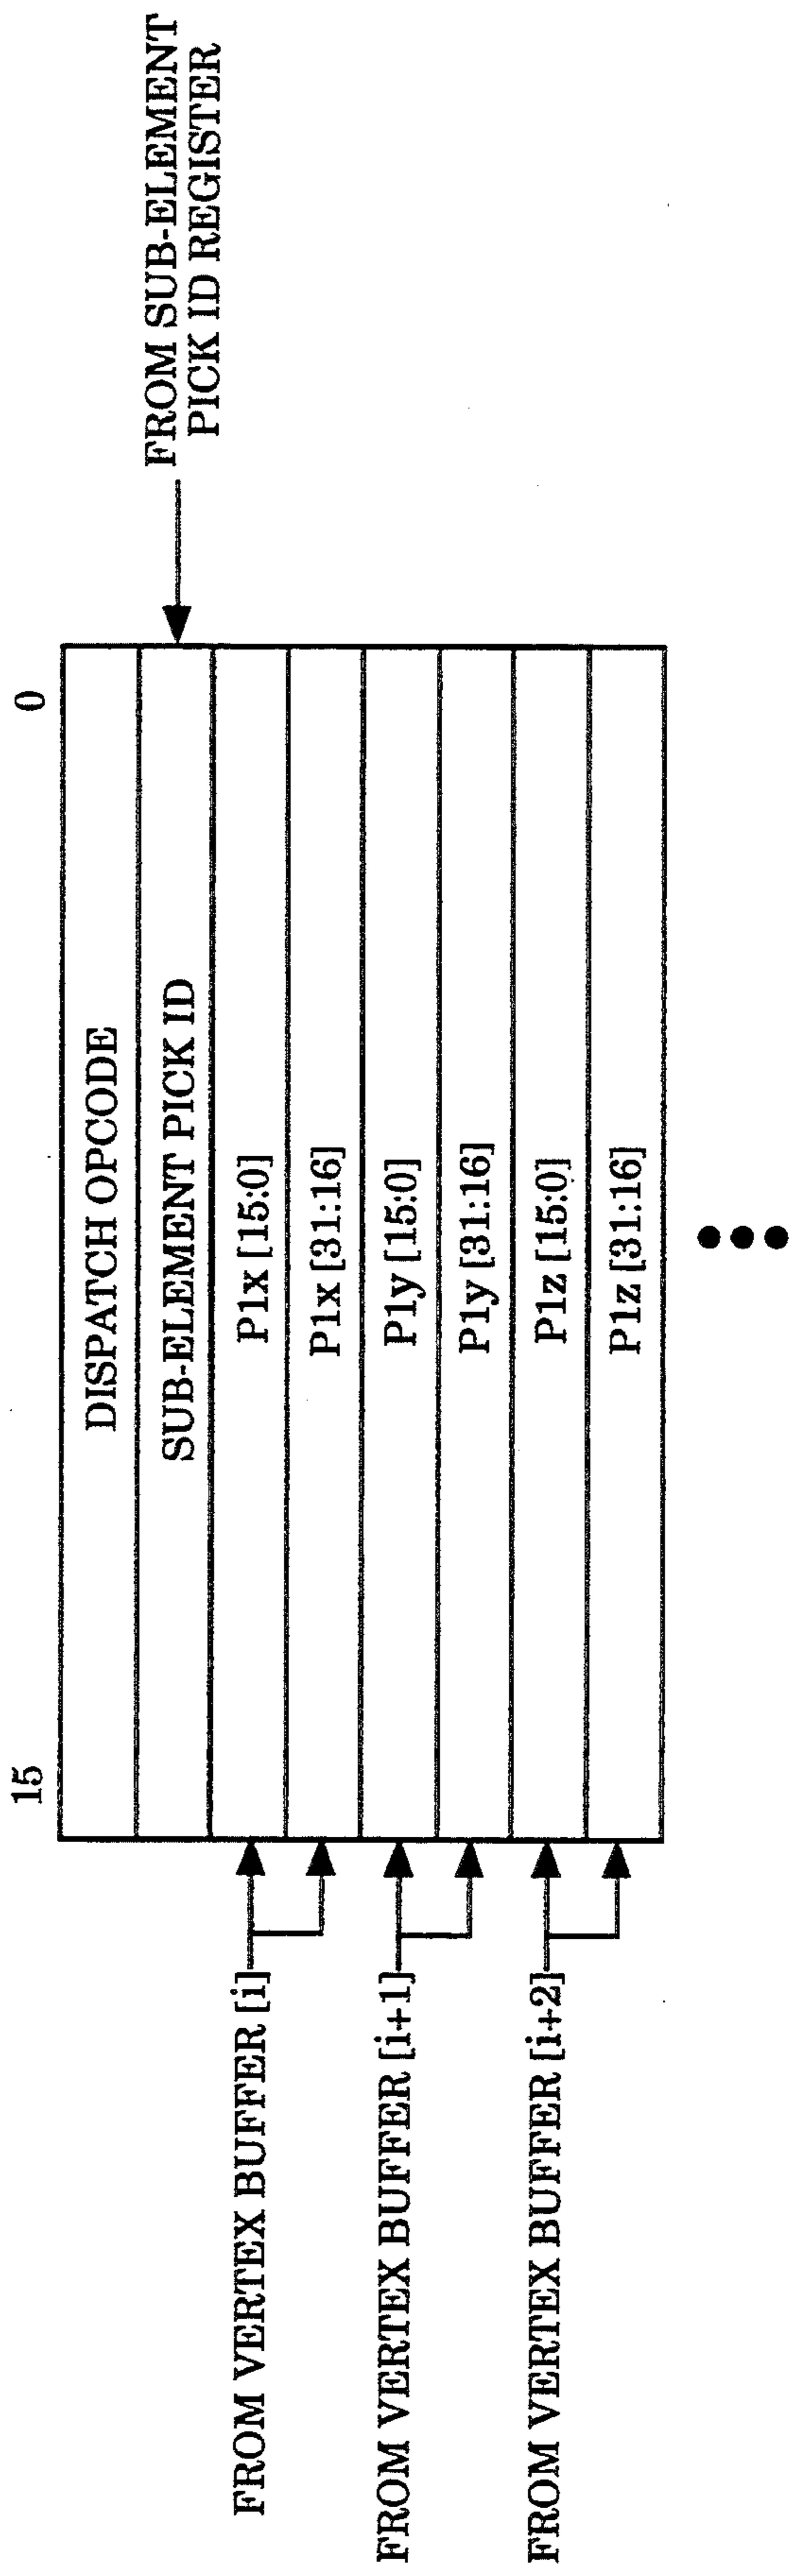 15
0
DISPATCH OPCODE
SUB-ELEMENT PICK ID
FROM SUB-ELEMENT
PICK ID REGISTER
FROM VERTEX BUFFER [i]
P1x [15:0]
P1x [31:16]
FROM VERTEX BUFFER [i+1]
P1y [15:0]
P1y [31:16]
FROM VERTEX BUFFER [i+2]
P1z [15:0]
P1z [31:16]